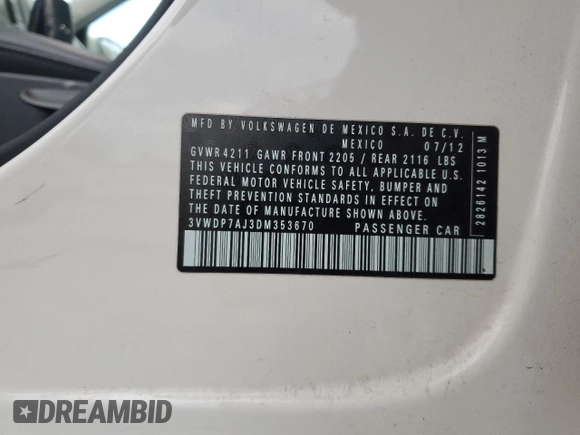 MFD BY VOLKSWAGEN DE MEXICO S.A. DE C.V.
MEXICO 07/12
GVWR 4211 GAWR FRONT 2205 / REAR 2116 LBS
THIS VEHICLE CONFORMS TO ALL APPLICABLE U.S.
FEDERAL MOTOR VEHICLE SAFETY, BUMPER AND
THEFT PREVENTION STANDARDS IN EFFECT ON
THE DATE OF MANUFACTURE SHOWN ABOVE.
3VWDP7AJ3DM353670 PASSENGER CAR
2826142 1013 M
DREAMBID